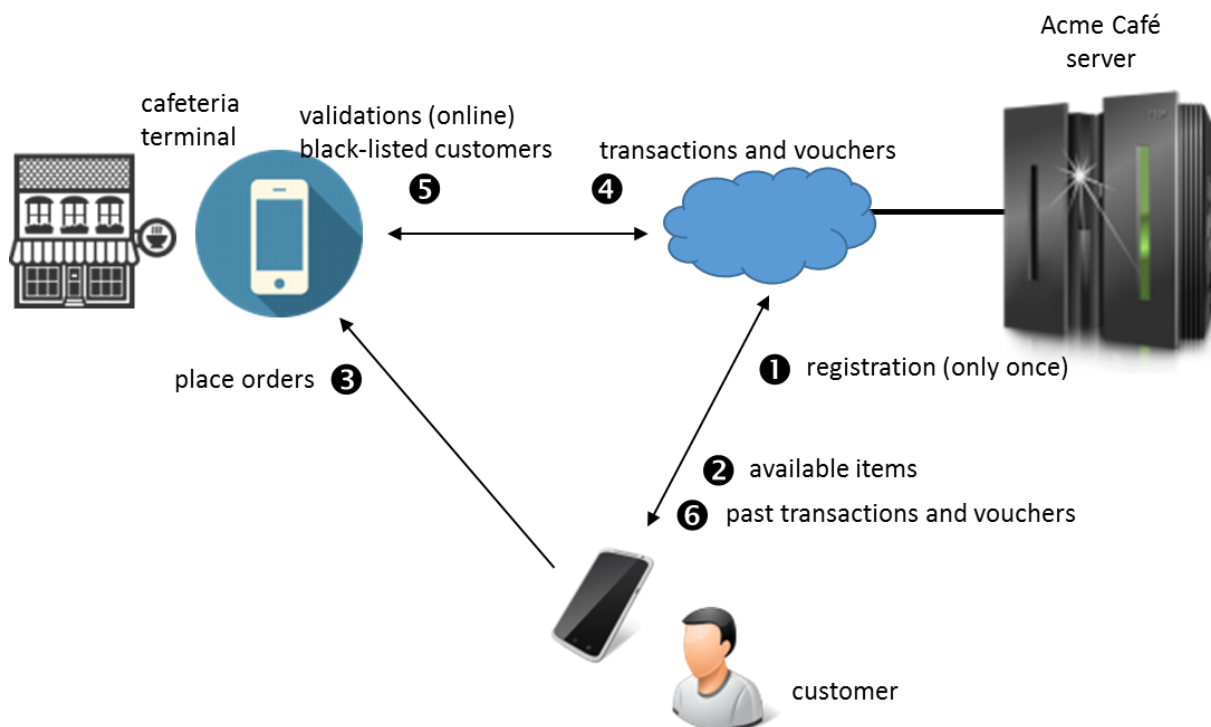 Acme Café
server
cafeteria
terminal
validations (online)
black-listed customers
transactions and vouchers
❺
❹
place orders ❸
❶ registration (only once)
❷ available items
❻ past transactions and vouchers
customer